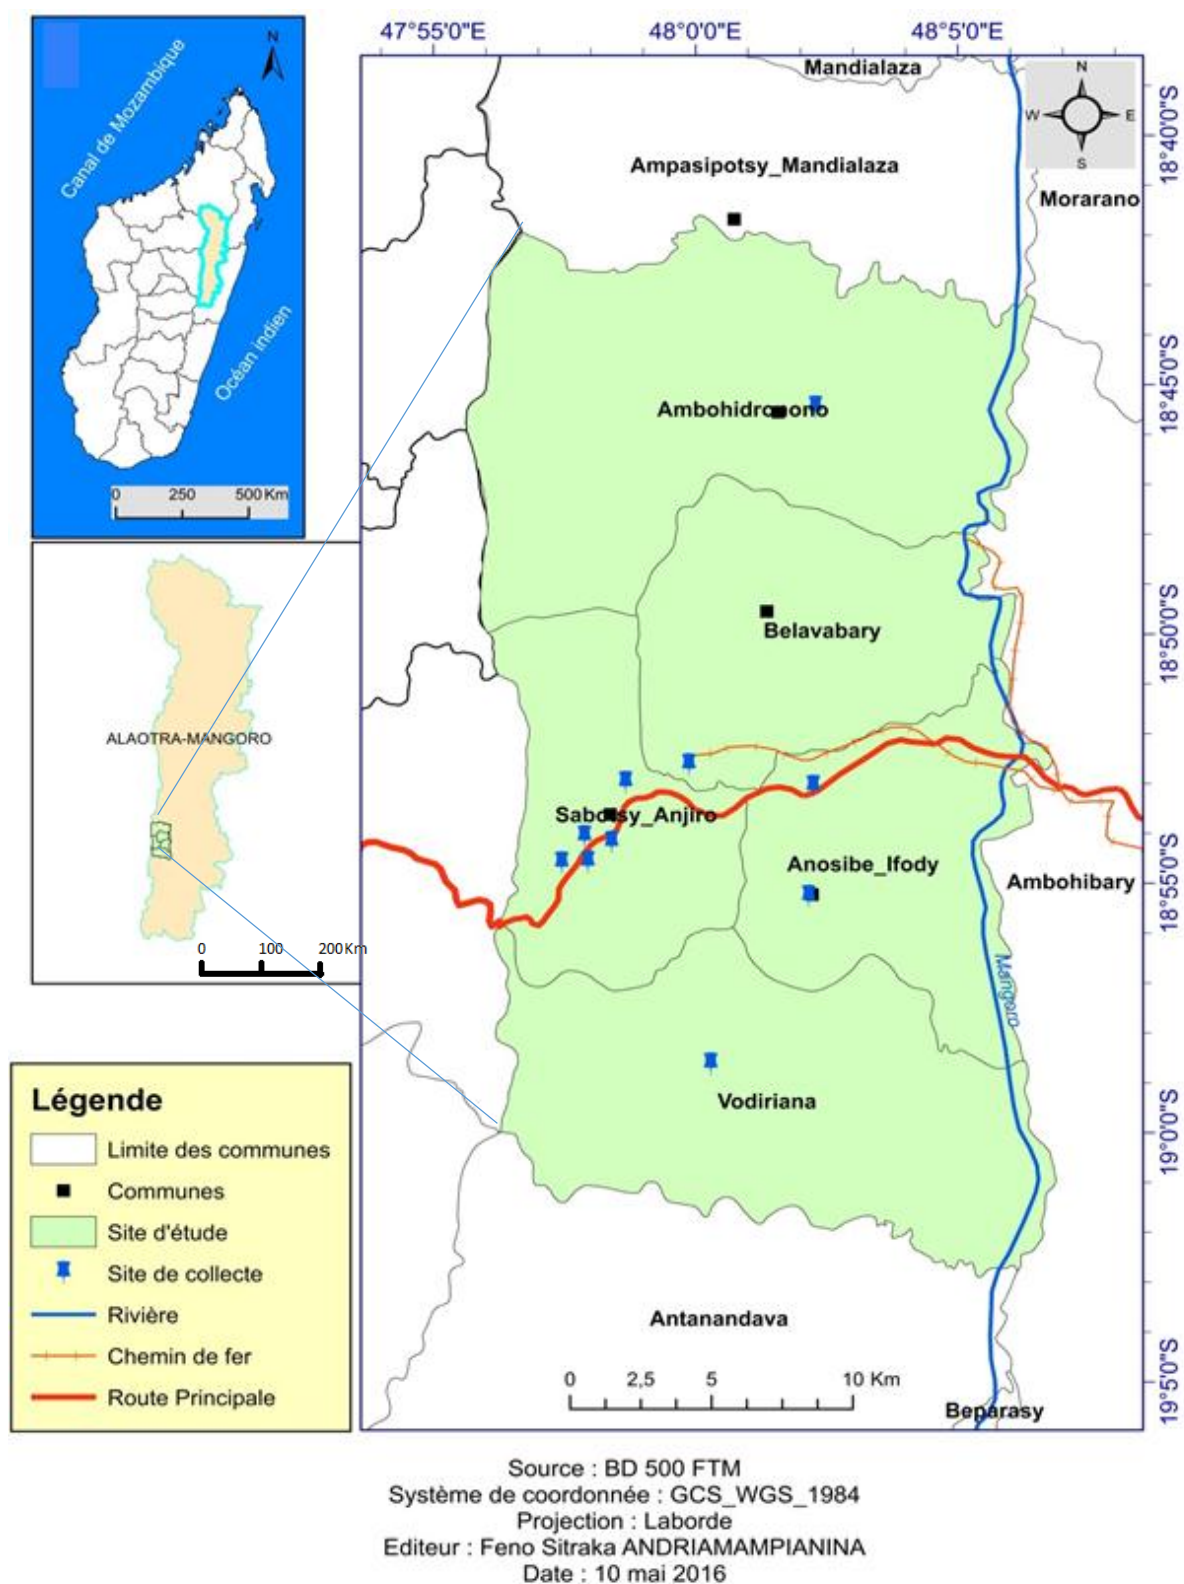 47°55'0"E 48°0'0"E 48°5'0"E
N
Canal de Mozambique
Océan indien
0 250 500 Km
ALAOTRA-MANGORO
0 100 200 Km
Mandialaza
N
W E
S
Ampasipotsy_Mandialaza
Morarano
Belavabary
Anosibe_Ifody
Ambohibary
Mangoro
Vodiriana
Antanandava
0 2,5 5 10 Km
Beparasy
18°40'0"S
18°45'0"S
18°50'0"S
18°55'0"S
19°0'0"S
19°5'0"S
Légende
Limite des communes
Communes
Site d'étude
Site de collecte
Rivière
Chemin de fer
Route Principale
Source : BD 500 FTM
Système de coordonnée : GCS_WGS_1984
Projection : Laborde
Editeur : Feno Sitraka ANDRIAMAMPIANINA
Date : 10 mai 2016